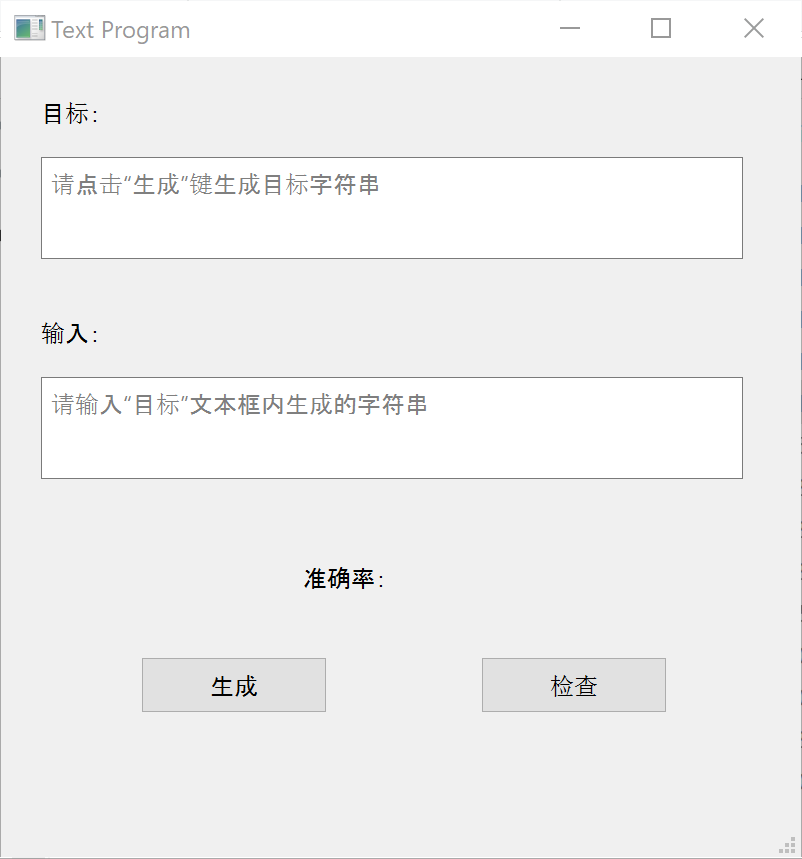 Text Program
目标：
请点击“生成”键生成目标字符串
输入：
请输入“目标”文本框内生成的字符串
准确率：
生成
检查